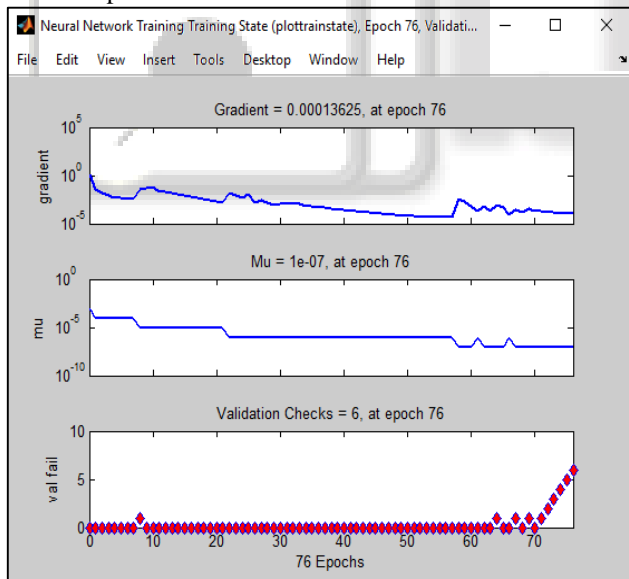 Neural Network Training Training State (plottrainstate), Epoch 76, Validati...
File Edit View Insert Tools Desktop Window Help
Gradient = 0.00013625, at epoch 76
10^5
10^0
10^-5
gradient
Mu = 1e-07, at epoch 76
10^0
10^-5
10^-10
mu
Validation Checks = 6, at epoch 76
10
5
0
val fail
0 10 20 30 40 50 60 70
76 Epochs